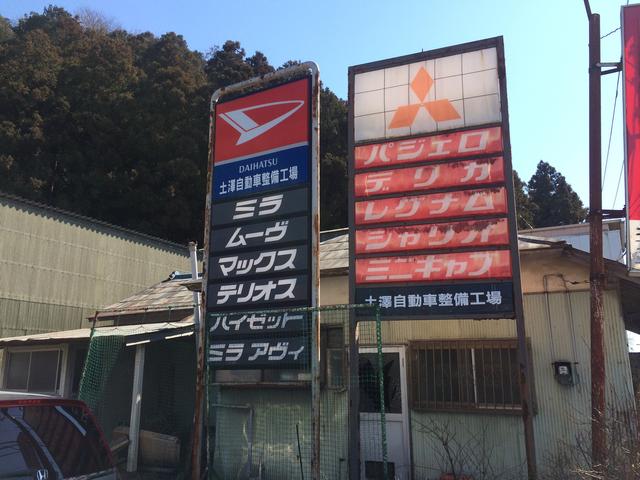 DAIHATSU
土澤自動車整備工場
ミラ
ムーヴ
マックス
テリオス
ハイゼット
ミラ アヴィ
パジェロ
デリカ
レグナム
シャリオ
ミニキャブ
土澤自動車整備工場